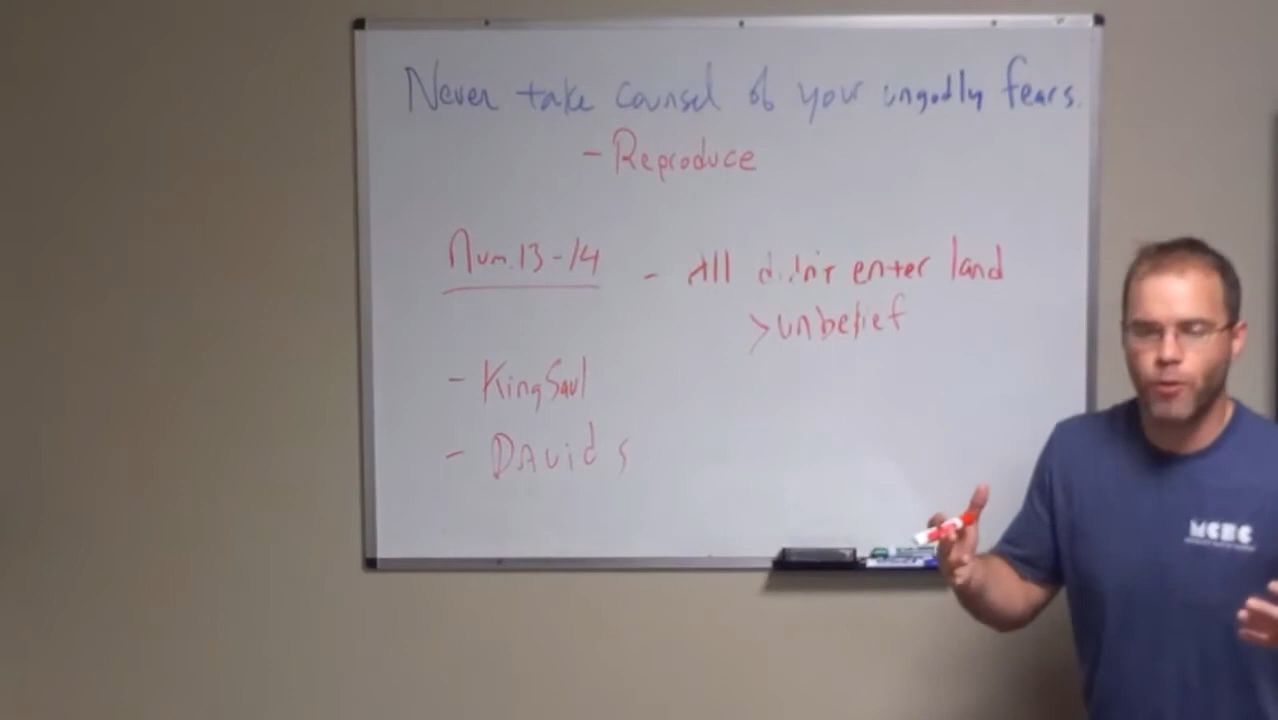 Never take counsel of your ungodly fears.
- Reproduce
Num. 13-14 - All didn't enter land
> unbelief
- King Saul
- Davids
MCBC